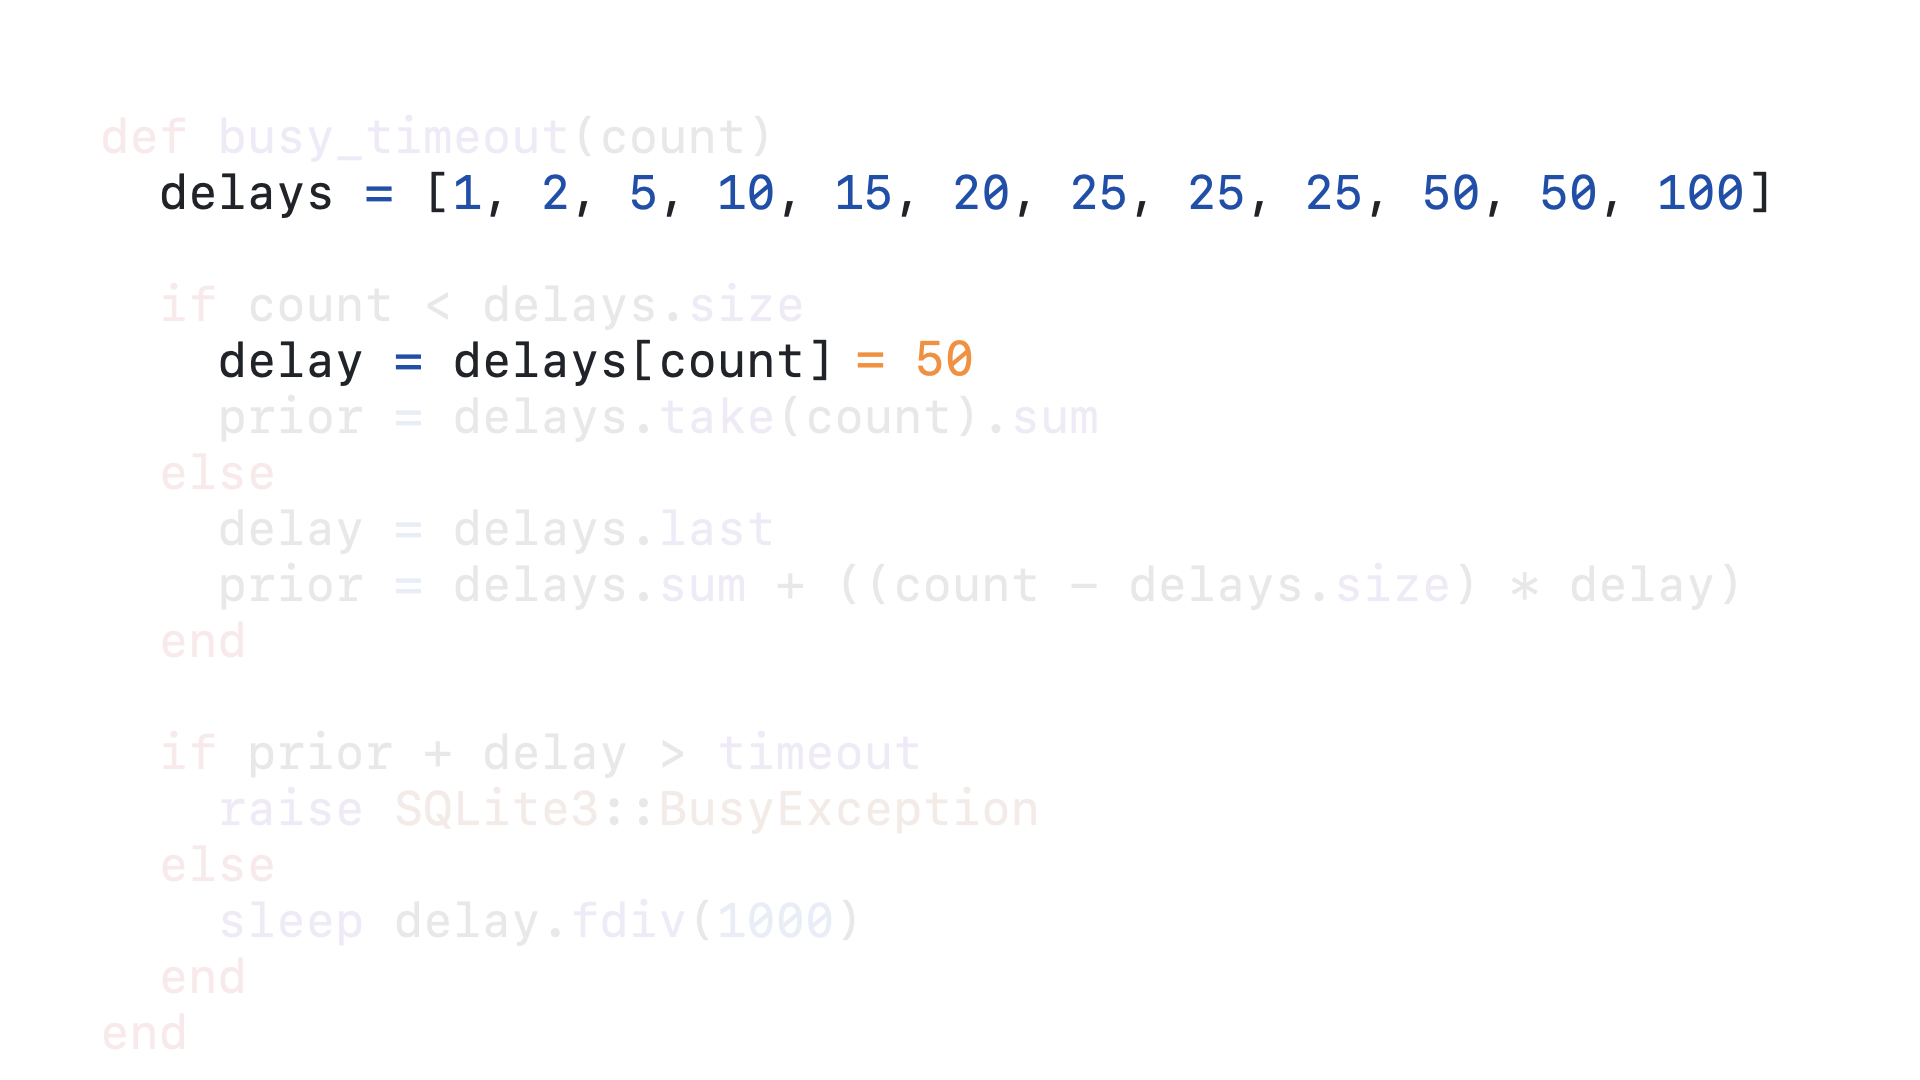 def busy_timeout(count)
  delays = [1, 2, 5, 10, 15, 20, 25, 25, 25, 50, 50, 100]
  if count < delays.size
    delay = delays[count] = 50
    prior = delays.take(count).sum
  else
    delay = delays.last
    prior = delays.sum + ((count - delays.size) * delay)
  end
  if prior + delay > timeout
    raise SQLite3::BusyException
  else
    sleep delay.fdiv(1000)
  end
end